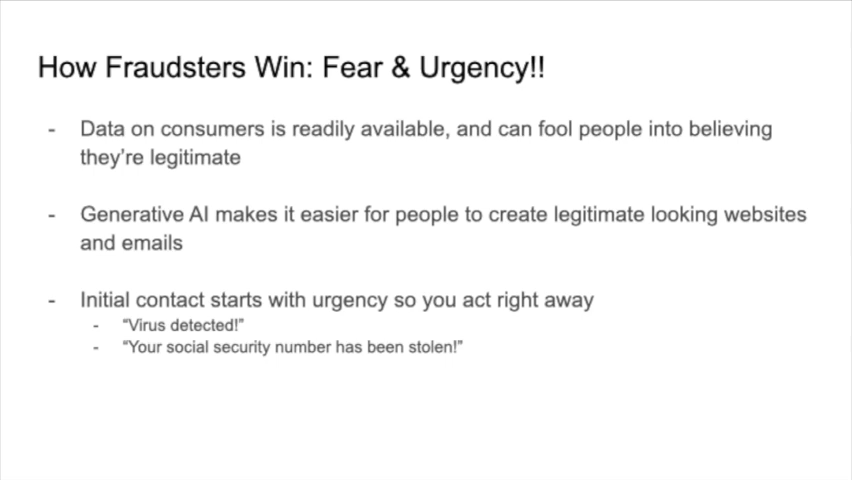 How Fraudsters Win: Fear & Urgency!!
- Data on consumers is readily available, and can fool people into believing
they're legitimate
- Generative AI makes it easier for people to create legitimate looking websites
and emails
- Initial contact starts with urgency so you act right away
- “Virus detected!”
- “Your social security number has been stolen!”